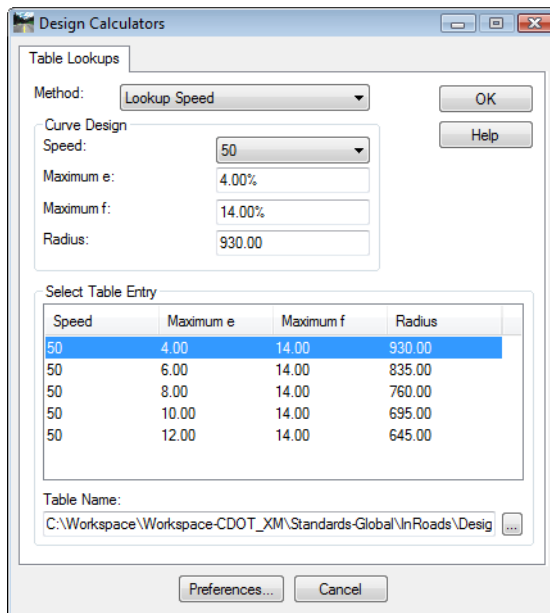 Design Calculators
Table Lookups
Method: Lookup Speed
OK
Help
Curve Design
Speed: 50
Maximum e: 4.00%
Maximum f: 14.00%
Radius: 930.00
Select Table Entry
Speed Maximum e Maximum f Radius
50 4.00 14.00 930.00
50 6.00 14.00 835.00
50 8.00 14.00 760.00
50 10.00 14.00 695.00
50 12.00 14.00 645.00
Table Name:
C:\Workspace\Workspace-CDOT_XM\Standards-Global\InRoads\Desig ...
Preferences... Cancel